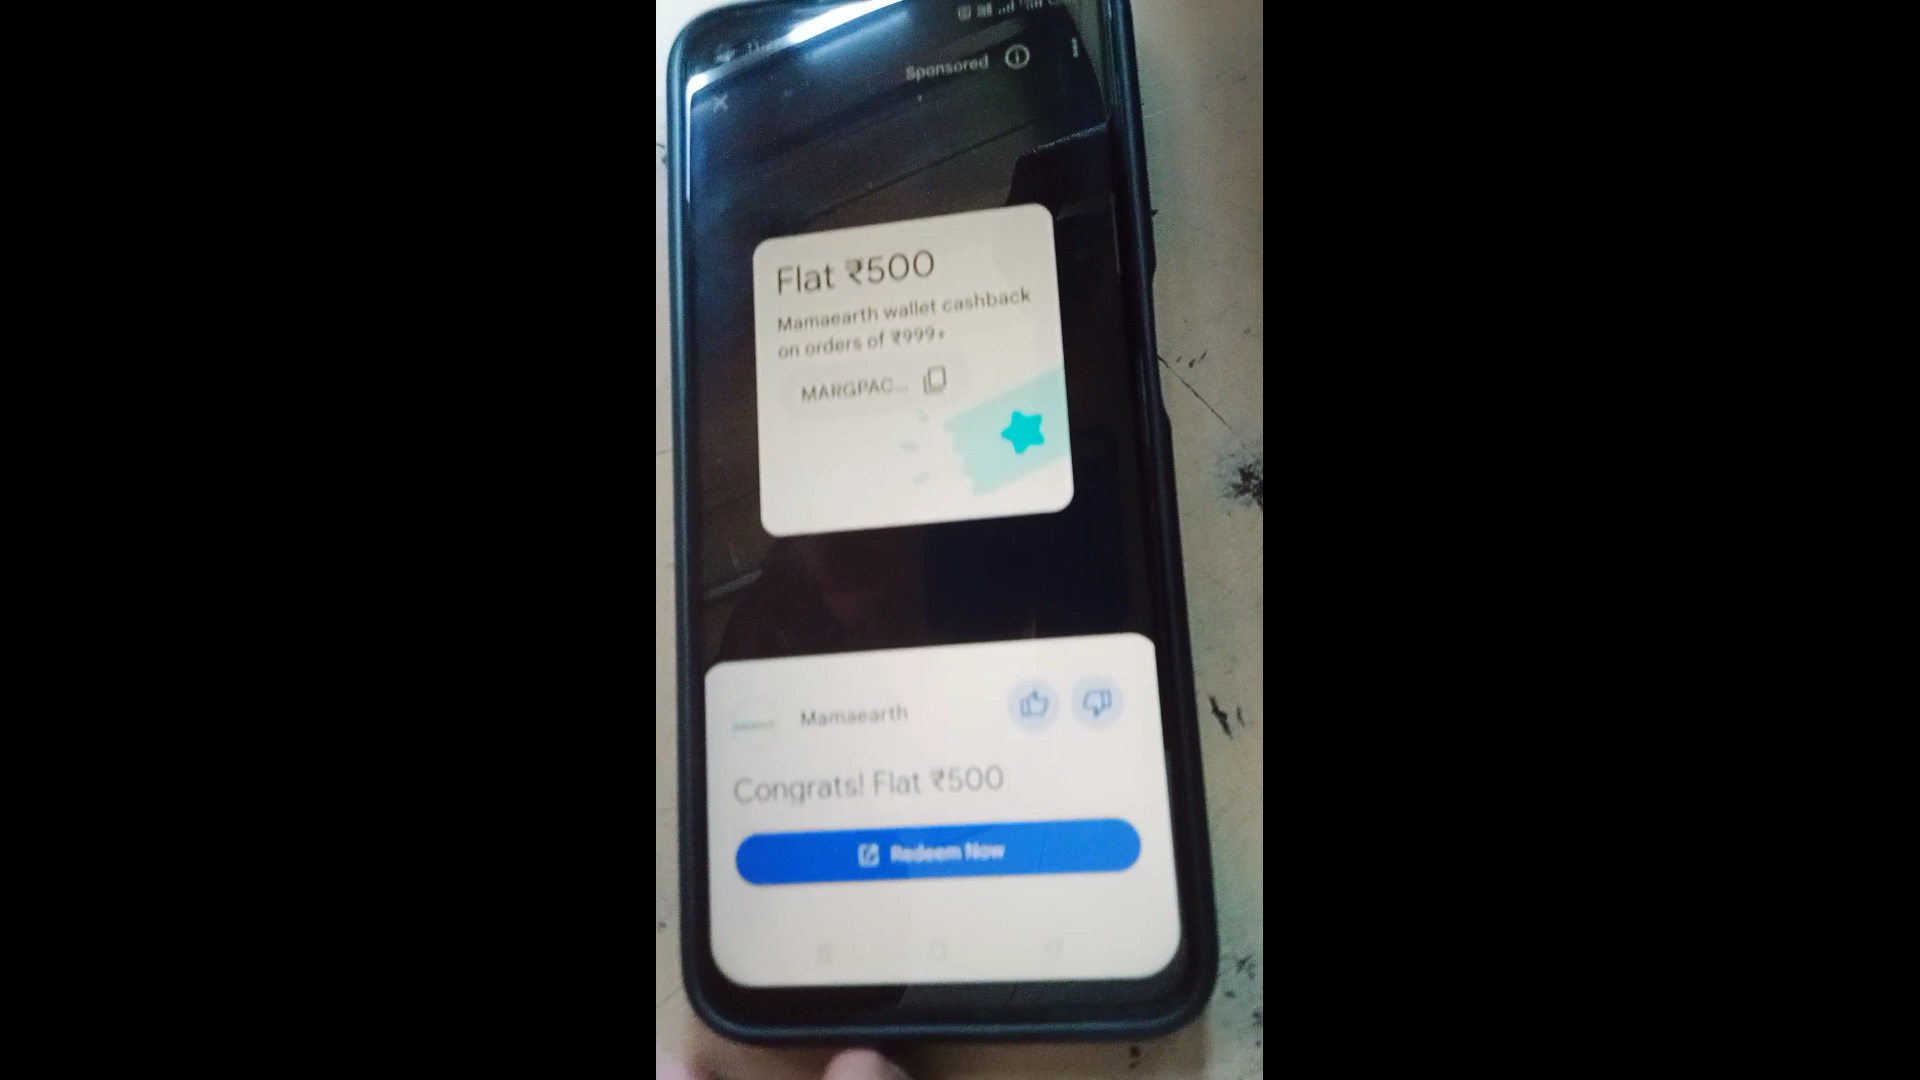 Sponsored
Flat ₹500
Mamaearth wallet cashback
on orders of ₹999+
MARGPAC...
Mamaearth
Congrats! Flat ₹500
Redeem Now